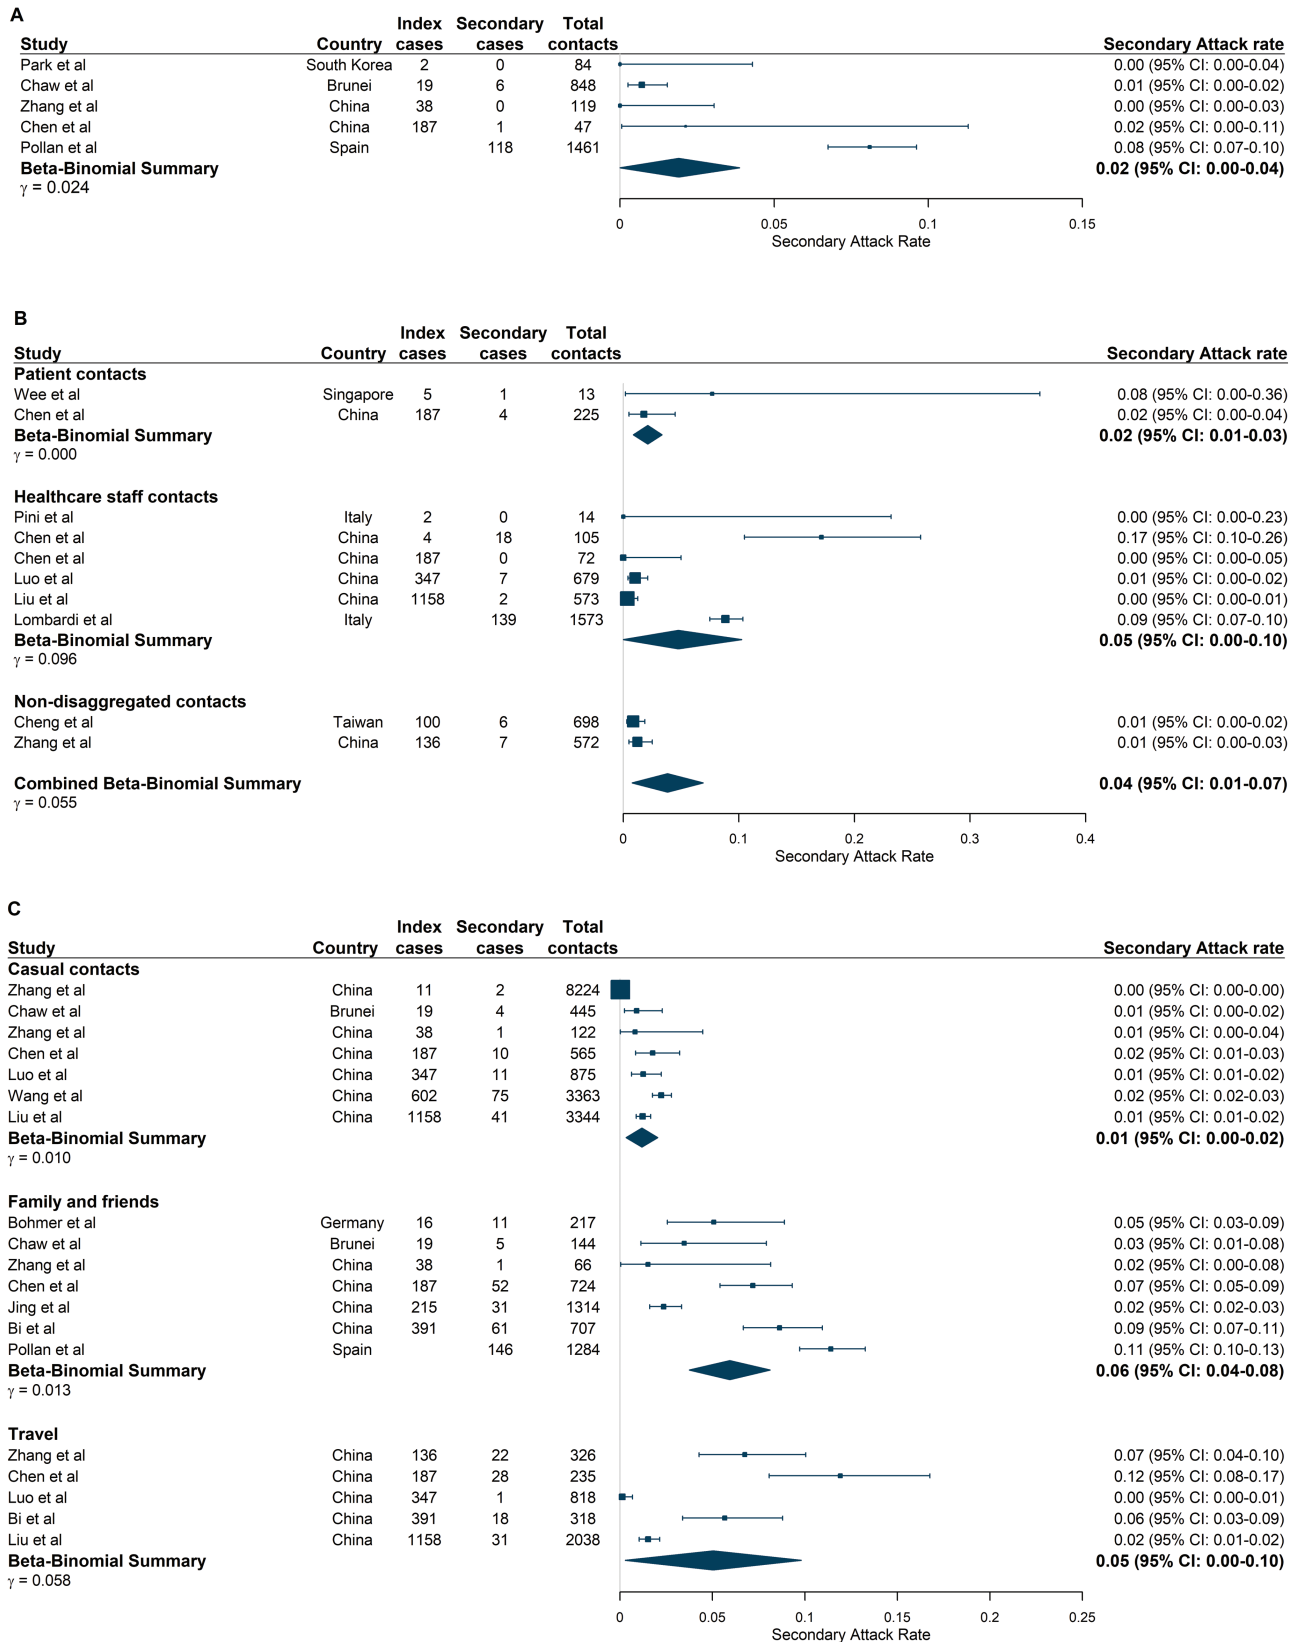 A
Index Secondary Total
Study Country cases cases contacts Secondary Attack rate
Park et al South Korea 2 0 84 0.00 (95% CI: 0.00-0.04)
Chaw et al Brunei 19 6 848 0.01 (95% CI: 0.00-0.02)
Zhang et al China 38 0 119 0.00 (95% CI: 0.00-0.03)
Chen et al China 187 1 47 0.02 (95% CI: 0.00-0.11)
Pollan et al Spain 118 1461 0.08 (95% CI: 0.07-0.10)
Beta-Binomial Summary 0.02 (95% CI: 0.00-0.04)
γ = 0.024
0 0.05 0.1 0.15
Secondary Attack Rate
B
Index Secondary Total
Study Country cases cases contacts Secondary Attack rate
Patient contacts
Wee et al Singapore 5 1 13 0.08 (95% CI: 0.00-0.36)
Chen et al China 187 4 225 0.02 (95% CI: 0.00-0.04)
Beta-Binomial Summary 0.02 (95% CI: 0.01-0.03)
γ = 0.000
Healthcare staff contacts
Pini et al Italy 2 0 14 0.00 (95% CI: 0.00-0.23)
Chen et al China 4 18 105 0.17 (95% CI: 0.10-0.26)
Chen et al China 187 0 72 0.00 (95% CI: 0.00-0.05)
Luo et al China 347 7 679 0.01 (95% CI: 0.00-0.02)
Liu et al China 1158 2 573 0.00 (95% CI: 0.00-0.01)
Lombardi et al Italy 139 1573 0.09 (95% CI: 0.07-0.10)
Beta-Binomial Summary 0.05 (95% CI: 0.00-0.10)
γ = 0.096
Non-disaggregated contacts
Cheng et al Taiwan 100 6 698 0.01 (95% CI: 0.00-0.02)
Zhang et al China 136 7 572 0.01 (95% CI: 0.00-0.03)
Combined Beta-Binomial Summary 0.04 (95% CI: 0.01-0.07)
γ = 0.055
0 0.1 0.2 0.3 0.4
Secondary Attack Rate
C
Index Secondary Total
Study Country cases cases contacts Secondary Attack rate
Casual contacts
Zhang et al China 11 2 8224 0.00 (95% CI: 0.00-0.00)
Chaw et al Brunei 19 4 445 0.01 (95% CI: 0.00-0.02)
Zhang et al China 38 1 122 0.01 (95% CI: 0.00-0.04)
Chen et al China 187 10 565 0.02 (95% CI: 0.01-0.03)
Luo et al China 347 11 875 0.01 (95% CI: 0.01-0.02)
Wang et al China 602 75 3363 0.02 (95% CI: 0.02-0.03)
Liu et al China 1158 41 3344 0.01 (95% CI: 0.01-0.02)
Beta-Binomial Summary 0.01 (95% CI: 0.00-0.02)
γ = 0.010
Family and friends
Bohmer et al Germany 16 11 217 0.05 (95% CI: 0.03-0.09)
Chaw et al Brunei 19 5 144 0.03 (95% CI: 0.01-0.08)
Zhang et al China 38 1 66 0.02 (95% CI: 0.00-0.08)
Chen et al China 187 52 724 0.07 (95% CI: 0.05-0.09)
Jing et al China 215 31 1314 0.02 (95% CI: 0.02-0.03)
Bi et al China 391 61 707 0.09 (95% CI: 0.07-0.11)
Pollan et al Spain 146 1284 0.11 (95% CI: 0.10-0.13)
Beta-Binomial Summary 0.06 (95% CI: 0.04-0.08)
γ = 0.013
Travel
Zhang et al China 136 22 326 0.07 (95% CI: 0.04-0.10)
Chen et al China 187 28 235 0.12 (95% CI: 0.08-0.17)
Luo et al China 347 1 818 0.00 (95% CI: 0.00-0.01)
Bi et al China 391 18 318 0.06 (95% CI: 0.03-0.09)
Liu et al China 1158 31 2038 0.02 (95% CI: 0.01-0.02)
Beta-Binomial Summary 0.05 (95% CI: 0.00-0.10)
γ = 0.058
0 0.05 0.1 0.15 0.2 0.25
Secondary Attack Rate